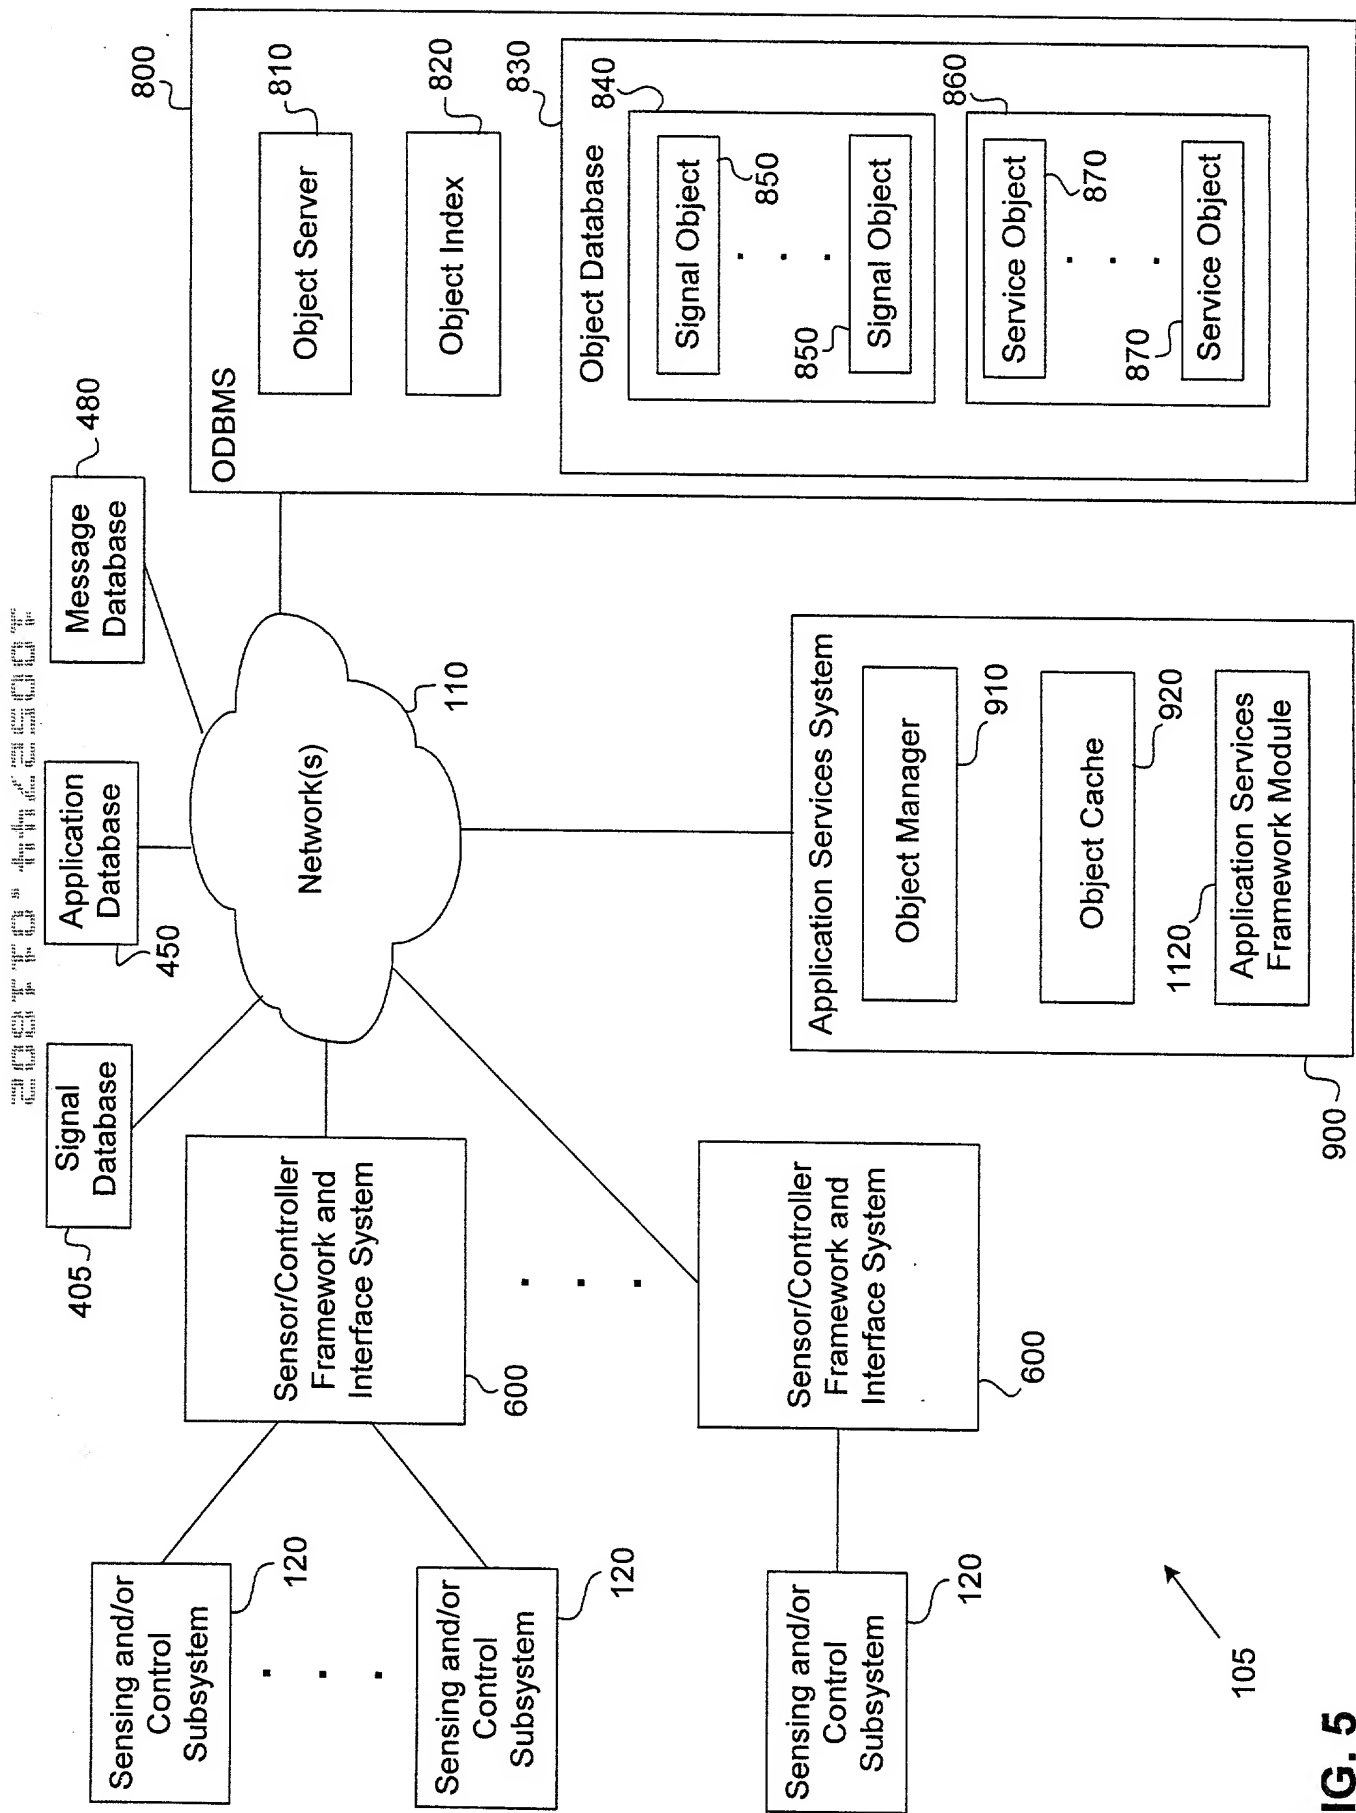 Signal
Database
405
Application
Database
450
Message
Database
480
Sensing and/or
Control
Subsystem
120
Sensing and/or
Control
Subsystem
120
Sensing and/or
Control
Subsystem
120
Sensor/Controller
Framework and
Interface System
600
Sensor/Controller
Framework and
Interface System
600
Network(s)
110
Application Services System
Object Manager
910
Object Cache
920
1120
Application Services
Framework Module
900
800
ODBMS
Object Server
810
Object Index
820
830
Object Database
840
Signal Object
850
850
Signal Object
860
Service Object
870
870
Service Object
105
IG. 5